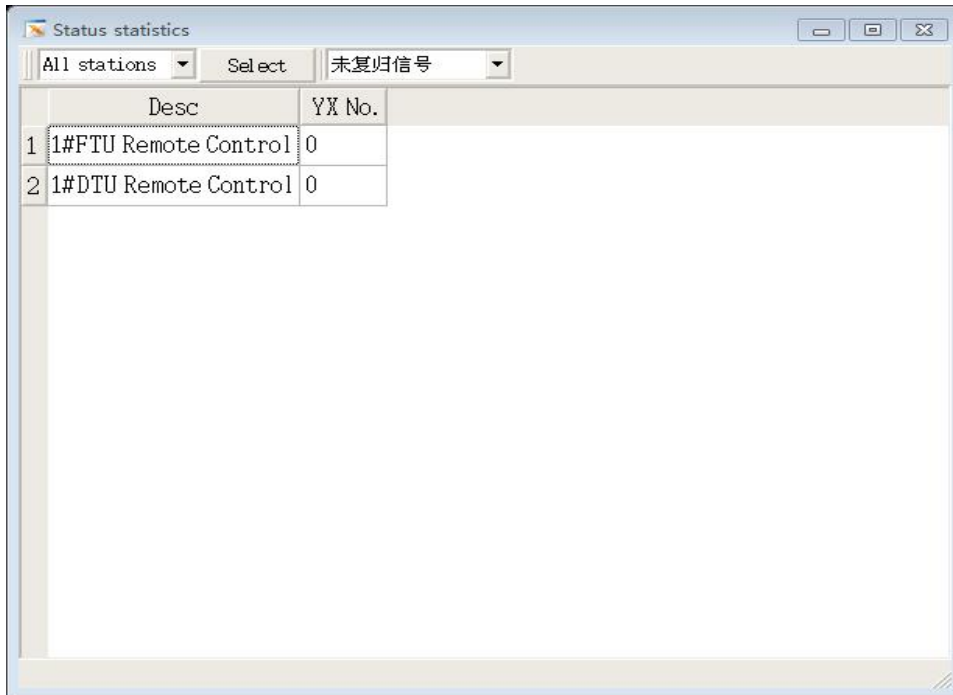 Status statistics
All stations Select 未复归信号
Desc YX No.
1 1#FTU Remote Control 0
2 1#DTU Remote Control 0